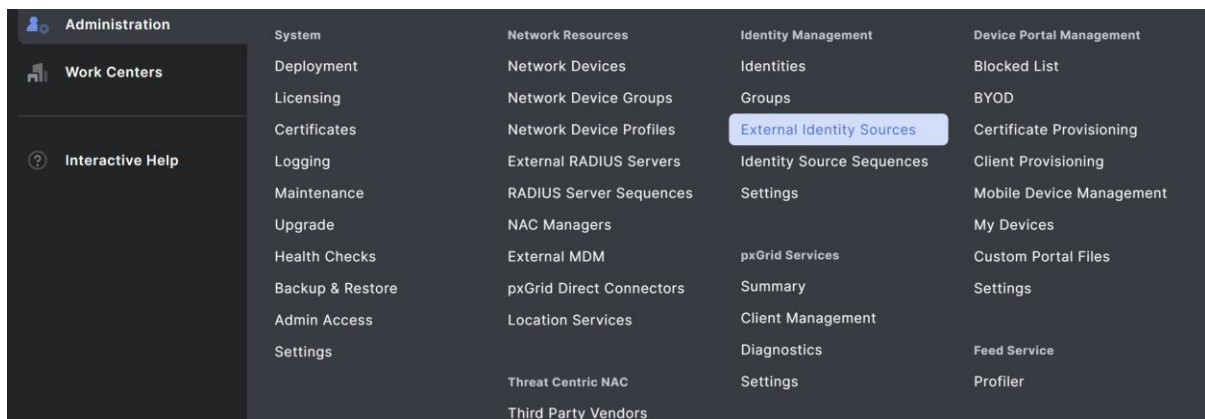 Administration
Work Centers
Interactive Help
System
Deployment
Licensing
Certificates
Logging
Maintenance
Upgrade
Health Checks
Backup & Restore
Admin Access
Settings
Network Resources
Network Devices
Network Device Groups
Network Device Profiles
External RADIUS Servers
RADIUS Server Sequences
NAC Managers
External MDM
pxGrid Direct Connectors
Location Services
Threat Centric NAC
Third Party Vendors
Identity Management
Identities
Groups
External Identity Sources
Identity Source Sequences
Settings
pxGrid Services
Summary
Client Management
Diagnostics
Settings
Device Portal Management
Blocked List
BYOD
Certificate Provisioning
Client Provisioning
Mobile Device Management
My Devices
Custom Portal Files
Settings
Feed Service
Profiler